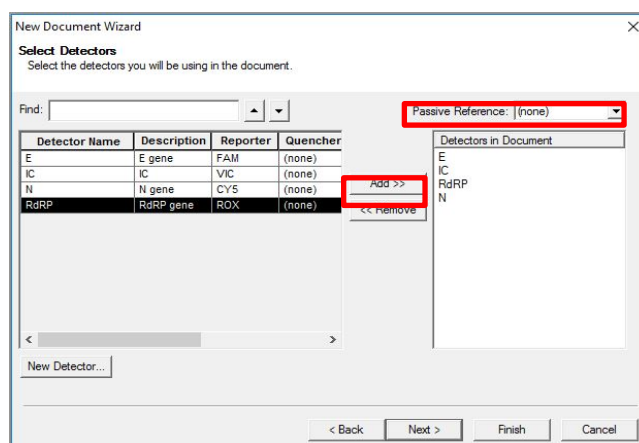 New Document Wizard
Select Detectors
Select the detectors you will be using in the document.
Find:
Passive Reference: (none)
Detector Name Description Reporter Quencher
E E gene FAM (none)
IC IC VIC (none)
N N gene CY5 (none)
RdRP RdRP gene ROX (none)
Add >>
<< Remove
Detectors in Document
E
IC
RdRP
N
New Detector...
< Back Next > Finish Cancel